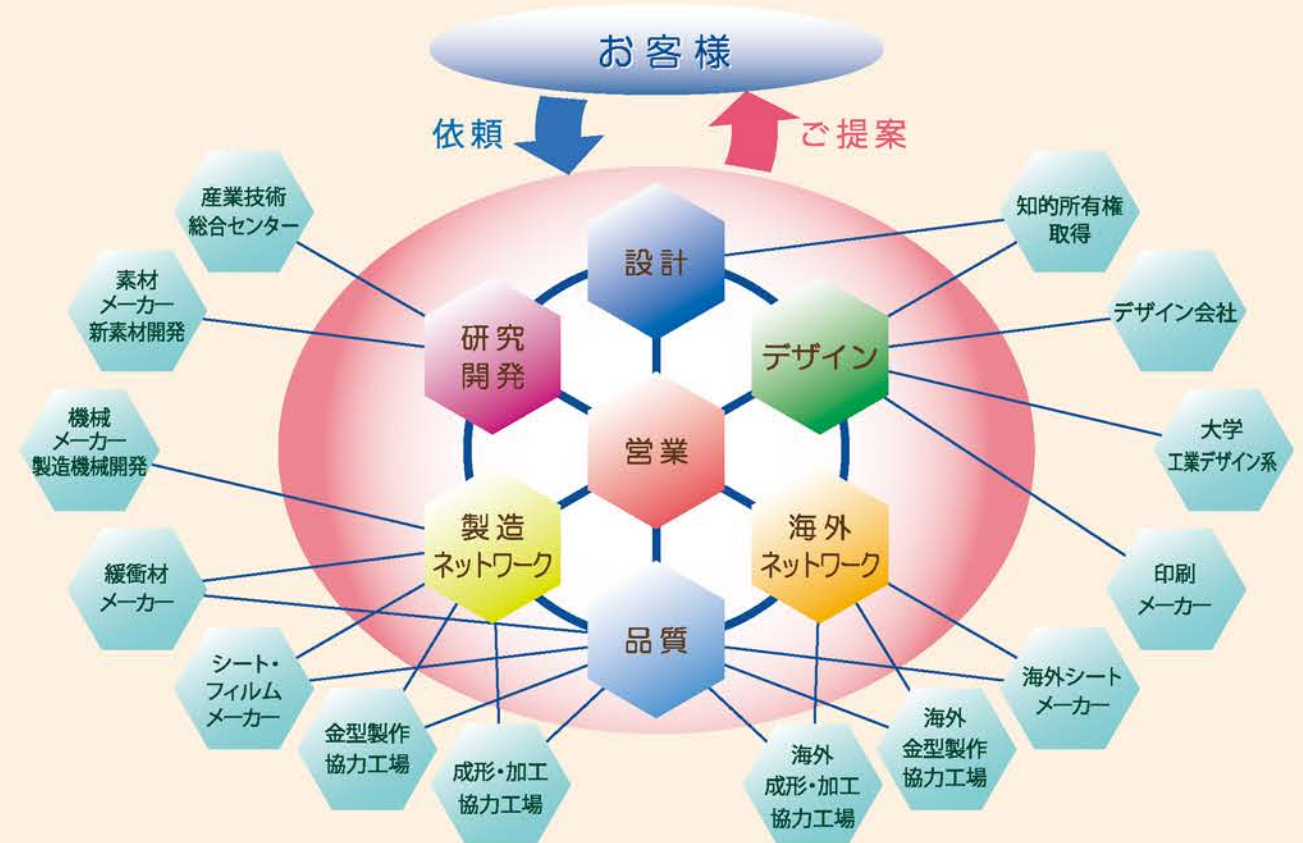 お客様
依頼
ご提案
産業技術
総合センター
知的所有権
取得
設計
素材
メーカー
新素材開発
研究
開発
デザイン
デザイン会社
機械
メーカー
製造機械開発
営業
大学
工業デザイン系
製造
ネットワーク
海外
ネットワーク
緩衝材
メーカー
印刷
メーカー
品質
シート・
フィルム
メーカー
海外シート
メーカー
金型製作
協力工場
海外
金型製作
協力工場
成形・加工
協力工場
海外
成形・加工
協力工場